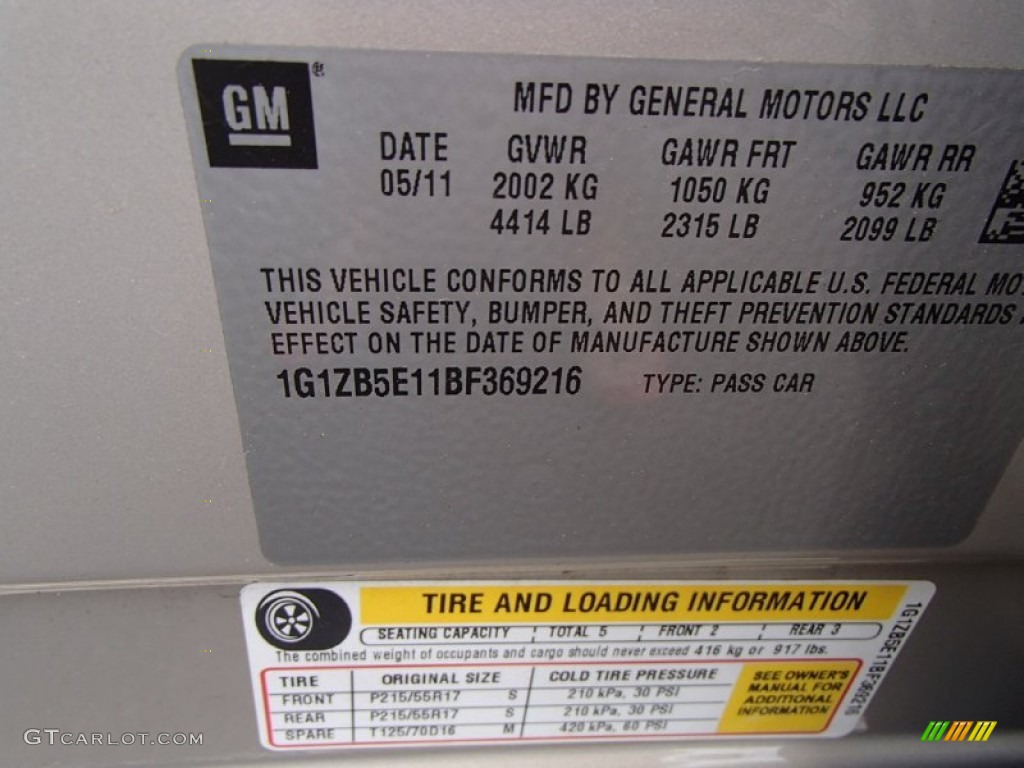 GM®
MFD BY GENERAL MOTORS LLC
DATE GVWR GAWR FRT GAWR RR
05/11 2002 KG 1050 KG 952 KG
4414 LB 2315 LB 2099 LB
THIS VEHICLE CONFORMS TO ALL APPLICABLE U.S. FEDERAL MO
VEHICLE SAFETY, BUMPER, AND THEFT PREVENTION STANDARDS
EFFECT ON THE DATE OF MANUFACTURE SHOWN ABOVE.
1G1ZB5E11BF369216 TYPE: PASS CAR
TIRE AND LOADING INFORMATION
SEATING CAPACITY TOTAL 5 FRONT 2 REAR 3
The combined weight of occupants and cargo should never exceed 416 kg or 917 lbs.
TIRE ORIGINAL SIZE COLD TIRE PRESSURE
FRONT P215/55R17 S 210 kPa, 30 PSI
REAR P215/55R17 S 210 kPa, 30 PSI
SPARE T125/70D16 M 420 kPa, 60 PSI
SEE OWNER'S
MANUAL FOR
ADDITIONAL
INFORMATION
1G1ZB5E11BF369216
GTCARLOT.COM